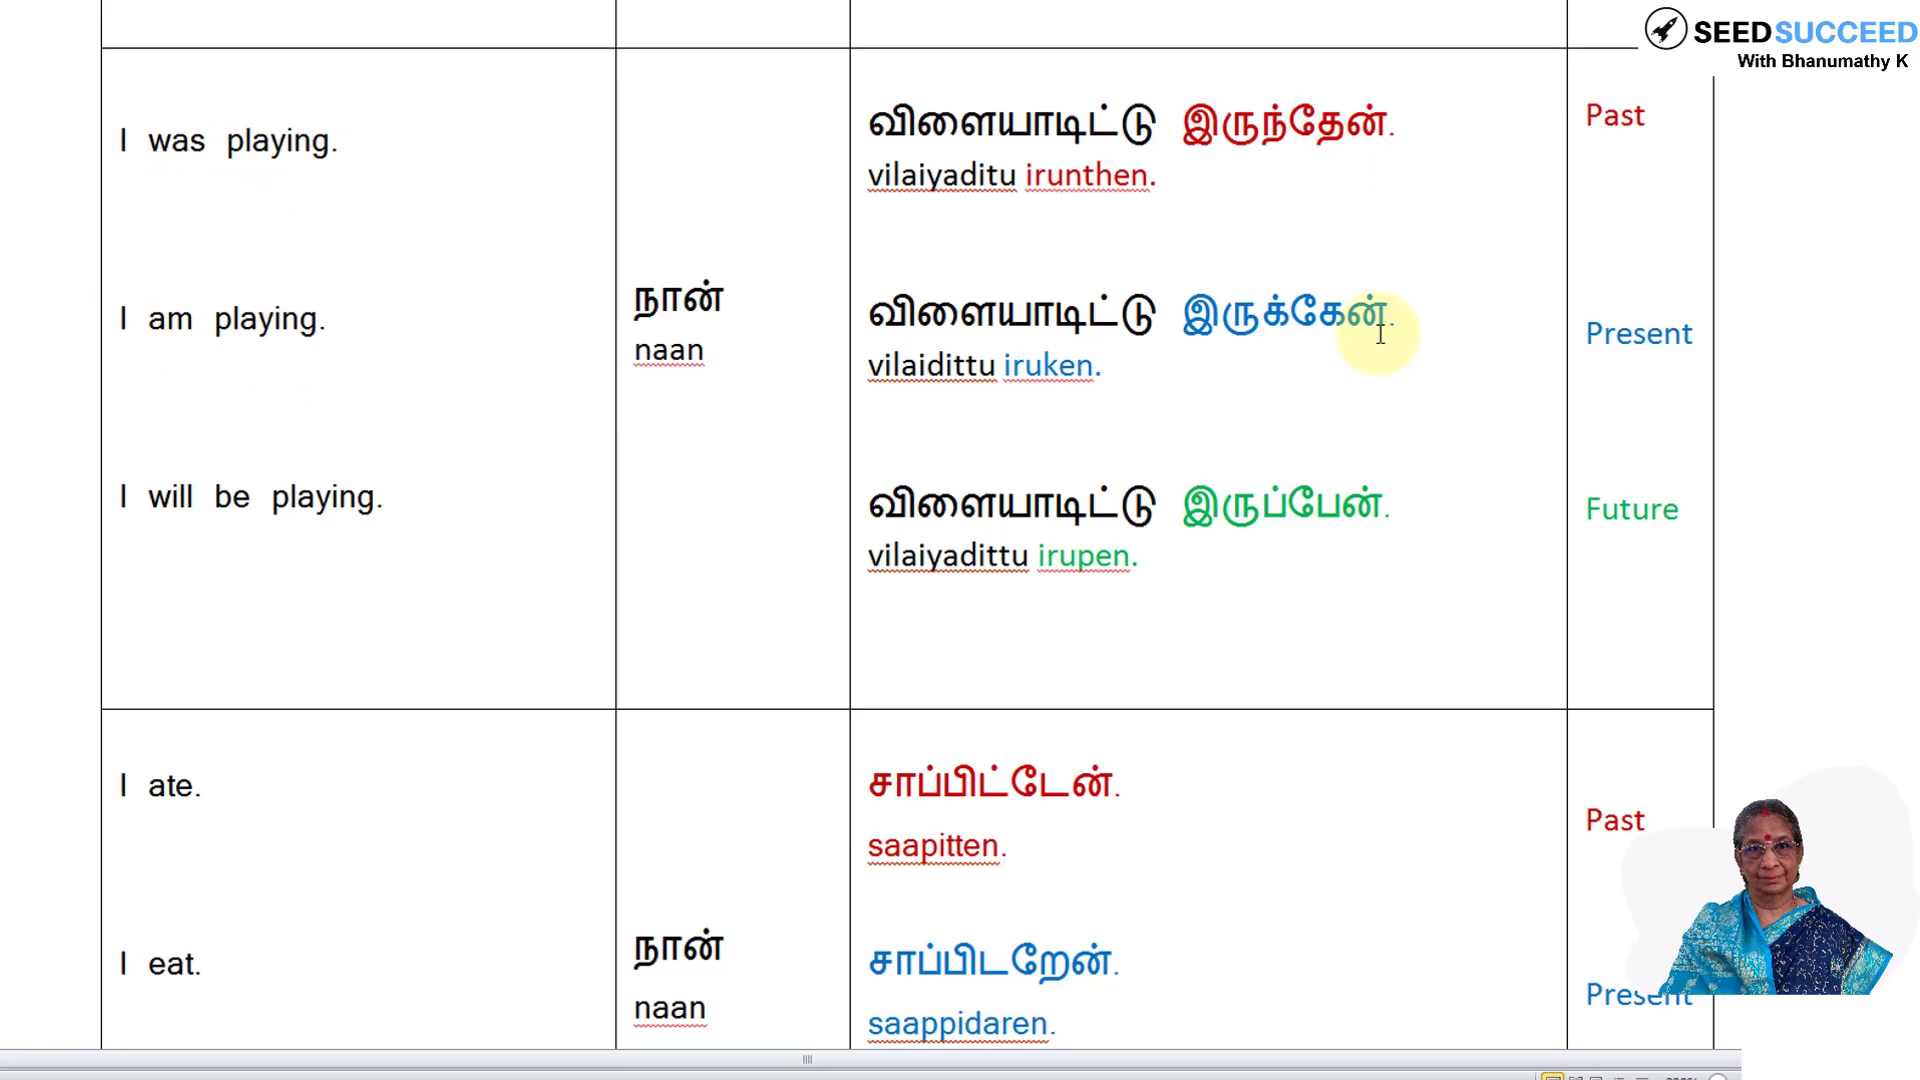 SEEDSUCCEED
With Bhanumathy K
I was playing.
விளையாடிட்டு இருந்தேன்.
vilaiyaditu irunthen.
Past
I am playing.
நான்
naan
விளையாடிட்டு இருக்கேன்.
vilaidittu iruken.
Present
I will be playing.
விளையாடிட்டு இருப்பேன்.
vilaiyadittu irupen.
Future
I ate.
சாப்பிட்டேன்.
saapitten.
Past
I eat.
நான்
naan
சாப்பிடறேன்.
saappidaren.
Present